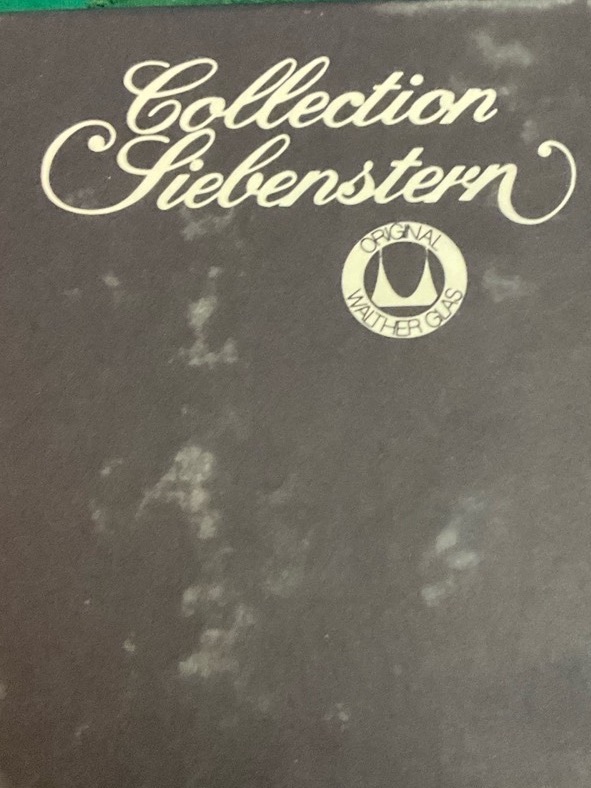 Collection
Siebenstern
ORIGINAL
WALTHER GLAS